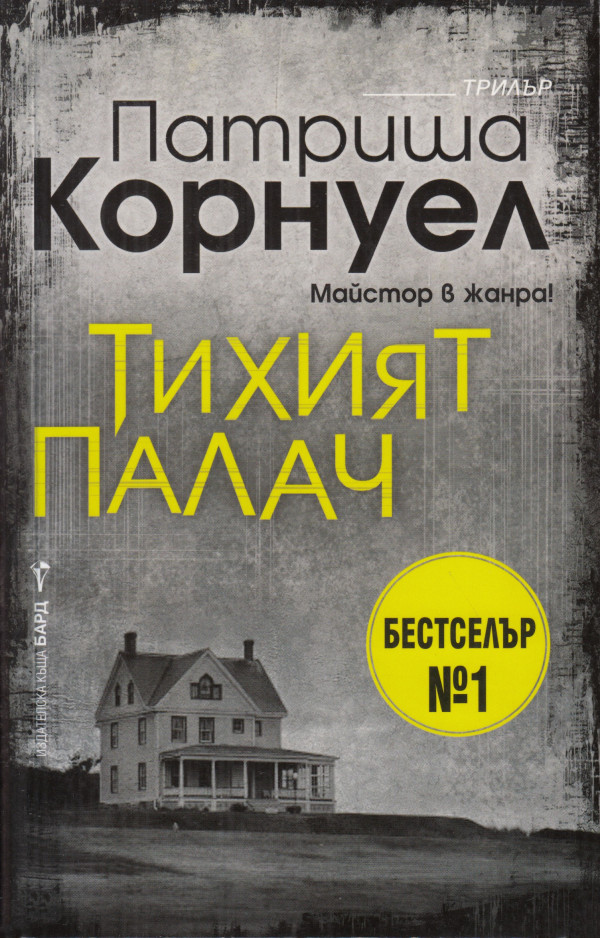 ТРИЛЪР
Патриша
Корнуел
Майстор в жанра!
ТИХИЯТ
ПАЛАЧ
БЕСТСЕЛЪР
№1
ИЗДАТЕЛСКА КЪЩА БАРД